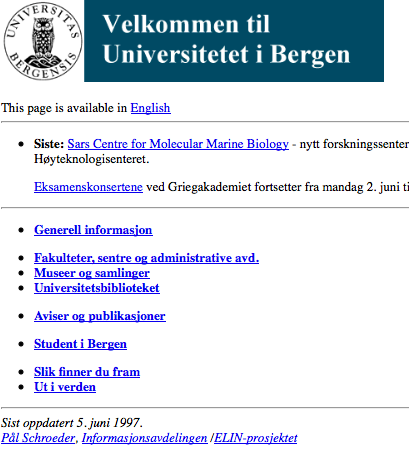 UNIVERSITAS
BERGENSIS
Velkommen til
Universitetet i Bergen
This page is available in English
• Siste: Sars Centre for Molecular Marine Biology - nytt forskningssenter
Høyteknologisenteret.
Eksamenskonsertene ved Griegakademiet fortsetter fra mandag 2. juni ti
• Generell informasjon
• Fakulteter, sentre og administrative avd.
• Museer og samlinger
• Universitetsbiblioteket
• Aviser og publikasjoner
• Student i Bergen
• Slik finner du fram
• Ut i verden
Sist oppdatert 5. juni 1997.
Pål Schroeder, Informasjonsavdelingen /ELIN-prosjektet